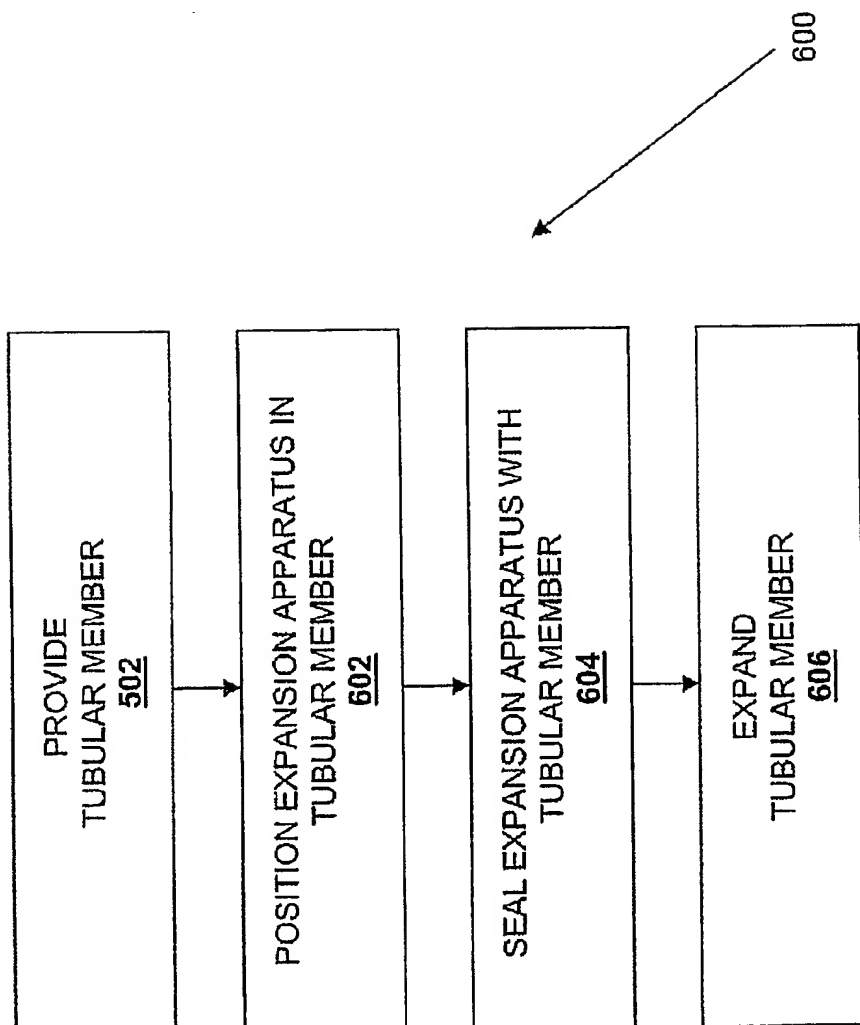 PROVIDE
TUBULAR MEMBER
502
POSITION EXPANSION APPARATUS IN
TUBULAR MEMBER
602
SEAL EXPANSION APPARATUS WITH
TUBULAR MEMBER
604
EXPAND
TUBULAR MEMBER
606
600